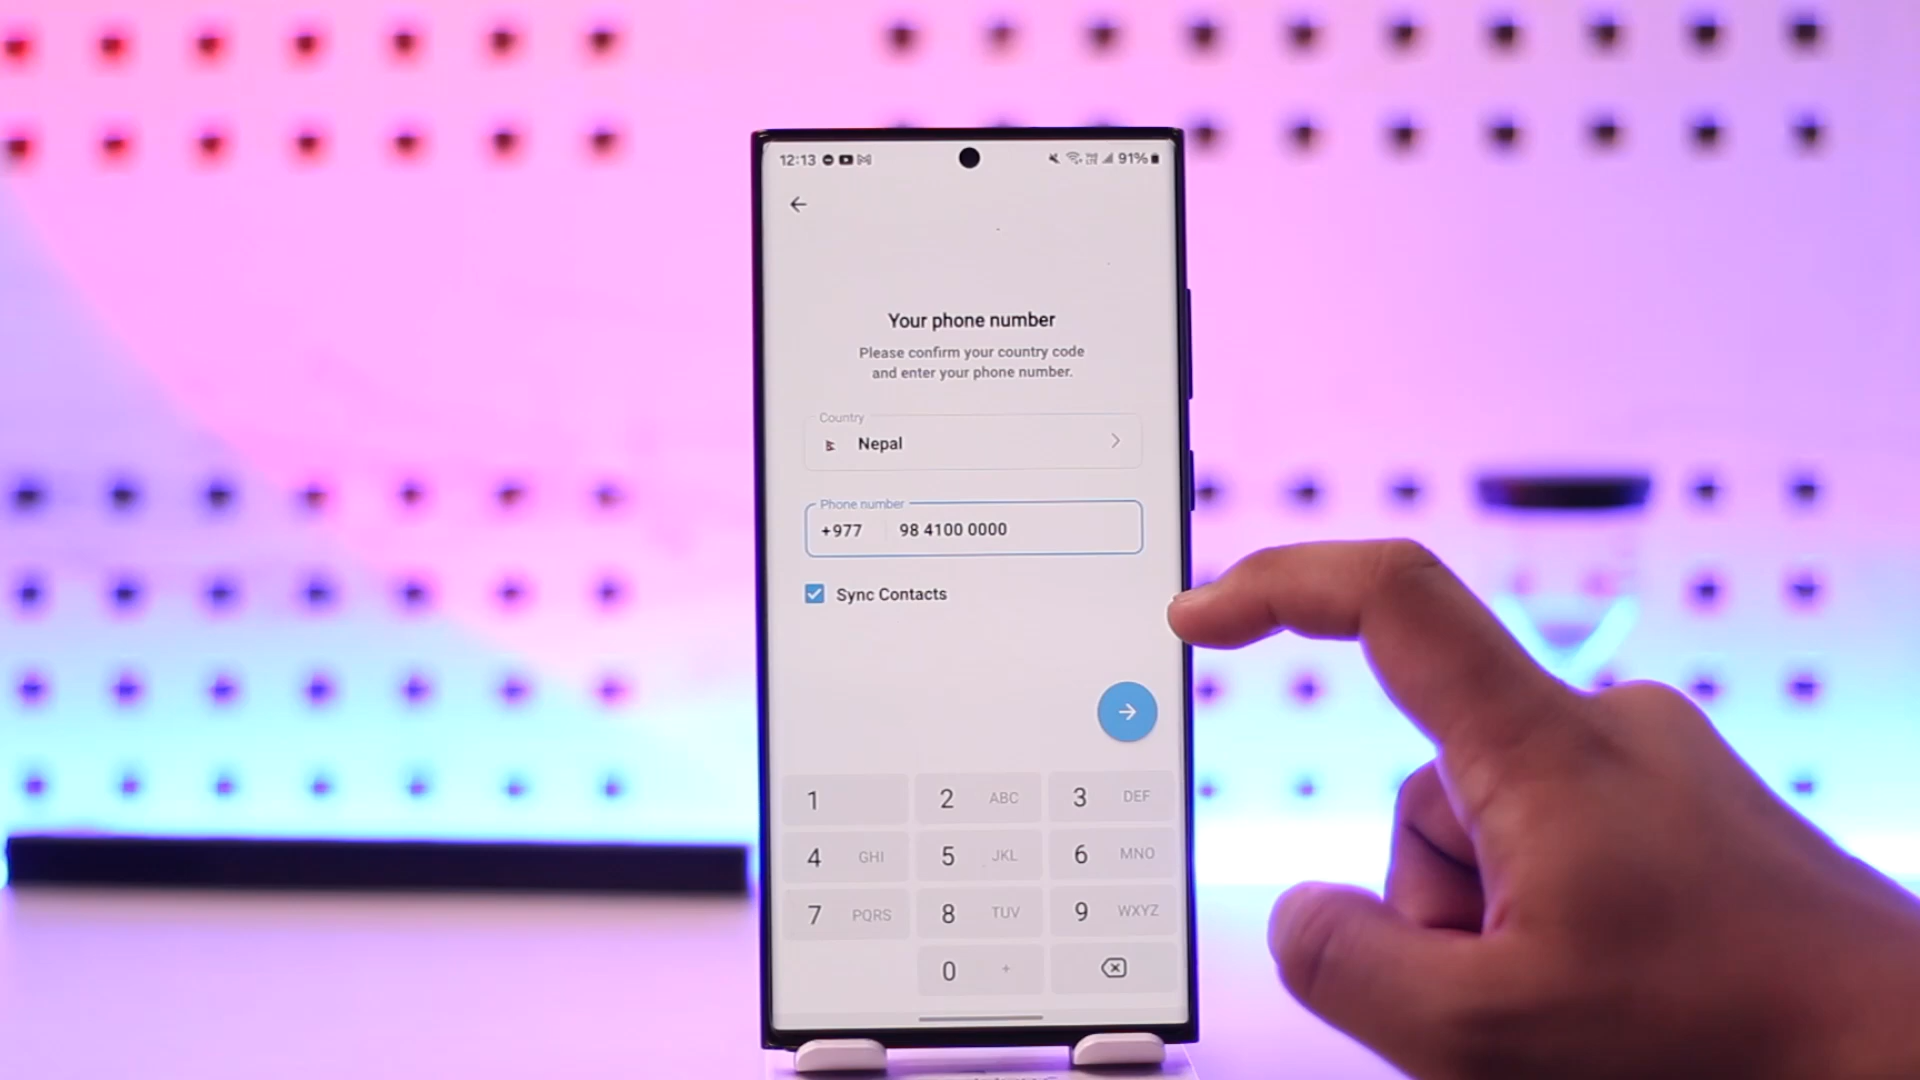 12:13 91%
Your phone number
Please confirm your country code
and enter your phone number.
Country
Nepal
Phone number
+977 98 4100 0000
Sync Contacts
1 2 ABC 3 DEF
4 GHI 5 JKL 6 MNO
7 PQRS 8 TUV 9 WXYZ
0 +